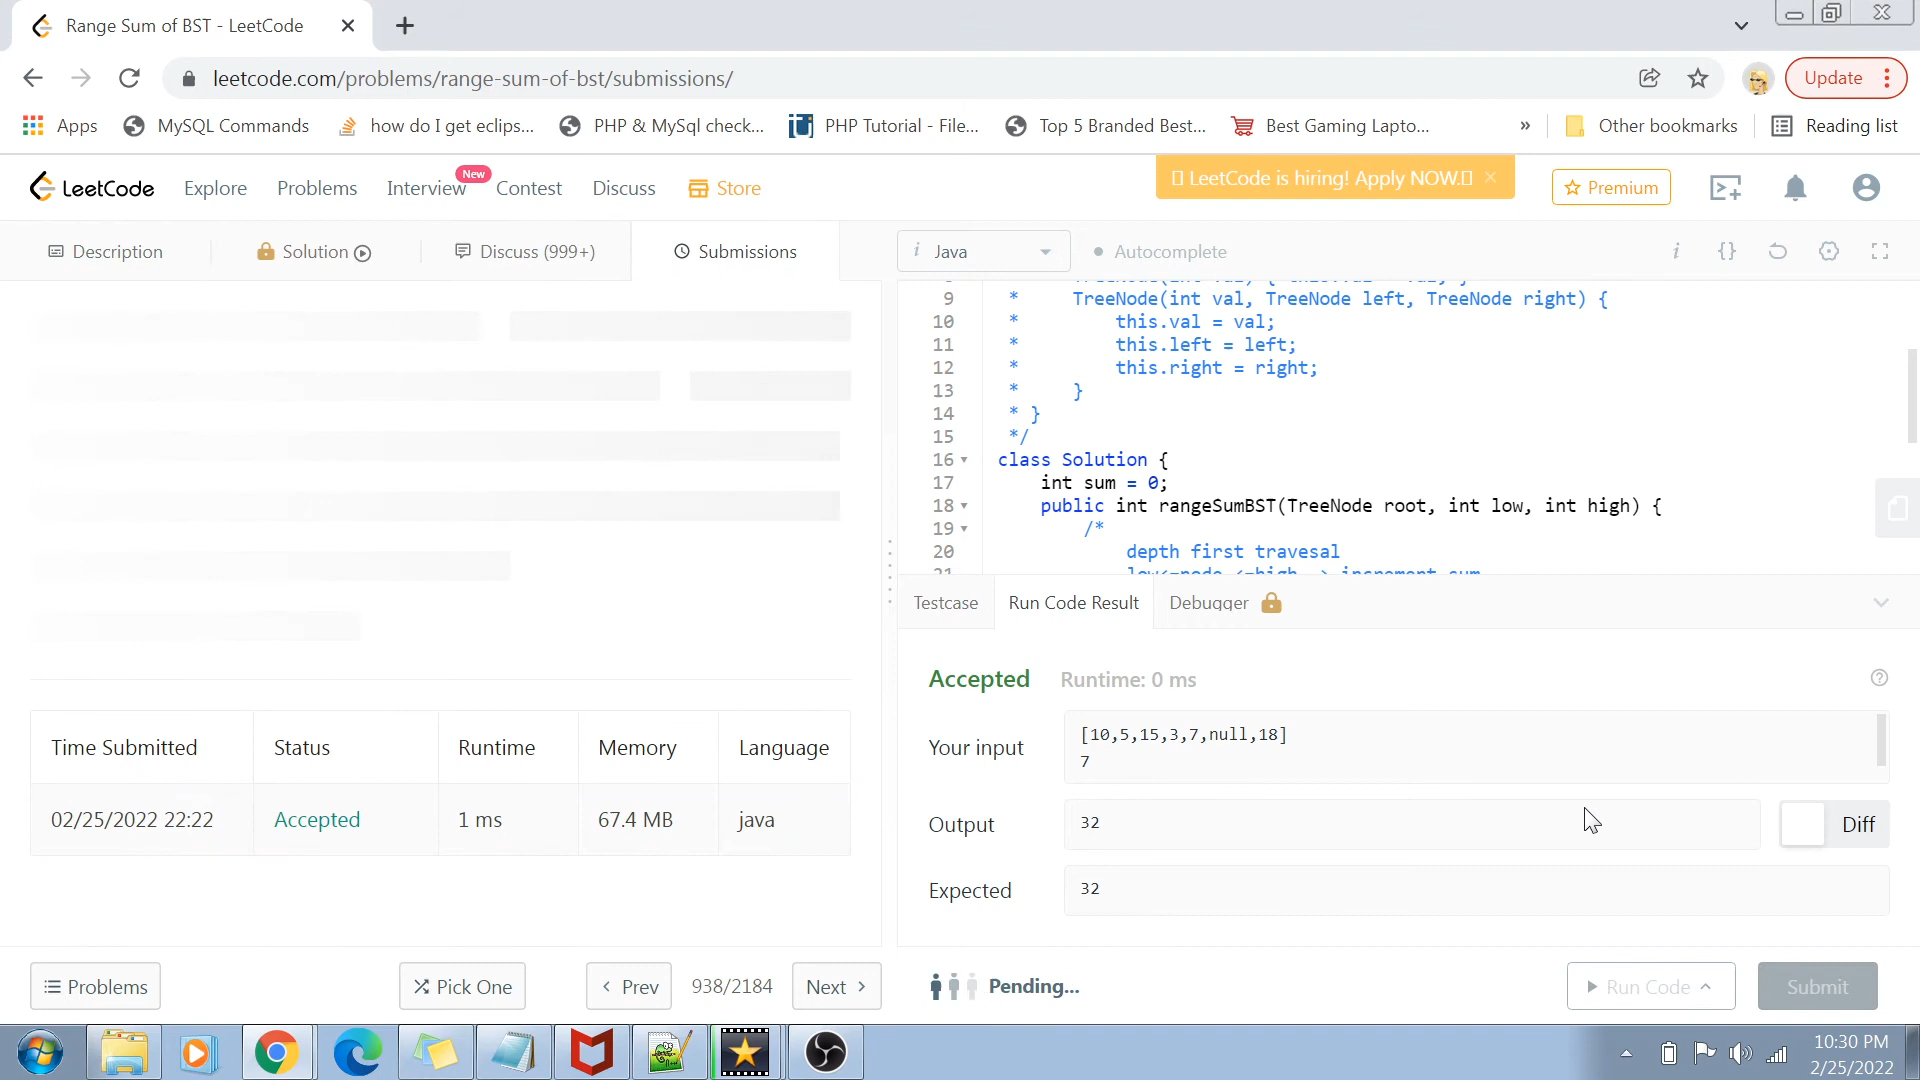 Range Sum of BST - LeetCode
leetcode.com/problems/range-sum-of-bst/submissions/
Update
Apps
MySQL Commands
how do I get eclips...
PHP & MySql check...
PHP Tutorial - File...
Top 5 Branded Best...
Best Gaming Lapto...
»
Other bookmarks
Reading list
LeetCode
Explore
Problems
Interview
New
Contest
Discuss
Store
LeetCode is hiring! Apply NOW.
Premium
Description
Solution
Discuss (999+)
Submissions
i Java
Autocomplete
9 * TreeNode(int val, TreeNode left, TreeNode right) {
10 * this.val = val;
11 * this.left = left;
12 * this.right = right;
13 * }
14 * }
15 */
16 class Solution {
17 int sum = 0;
18 public int rangeSumBST(TreeNode root, int low, int high) {
19 /*
20 depth first travesal
Testcase
Run Code Result
Debugger
Accepted
Runtime: 0 ms
Your input
[10,5,15,3,7,null,18]
7
Output
32
Diff
Expected
32
Time Submitted Status Runtime Memory Language
02/25/2022 22:22 Accepted 1 ms 67.4 MB java
Problems
Pick One
Prev
938/2184
Next
Pending...
Run Code
Submit
10:30 PM
2/25/2022